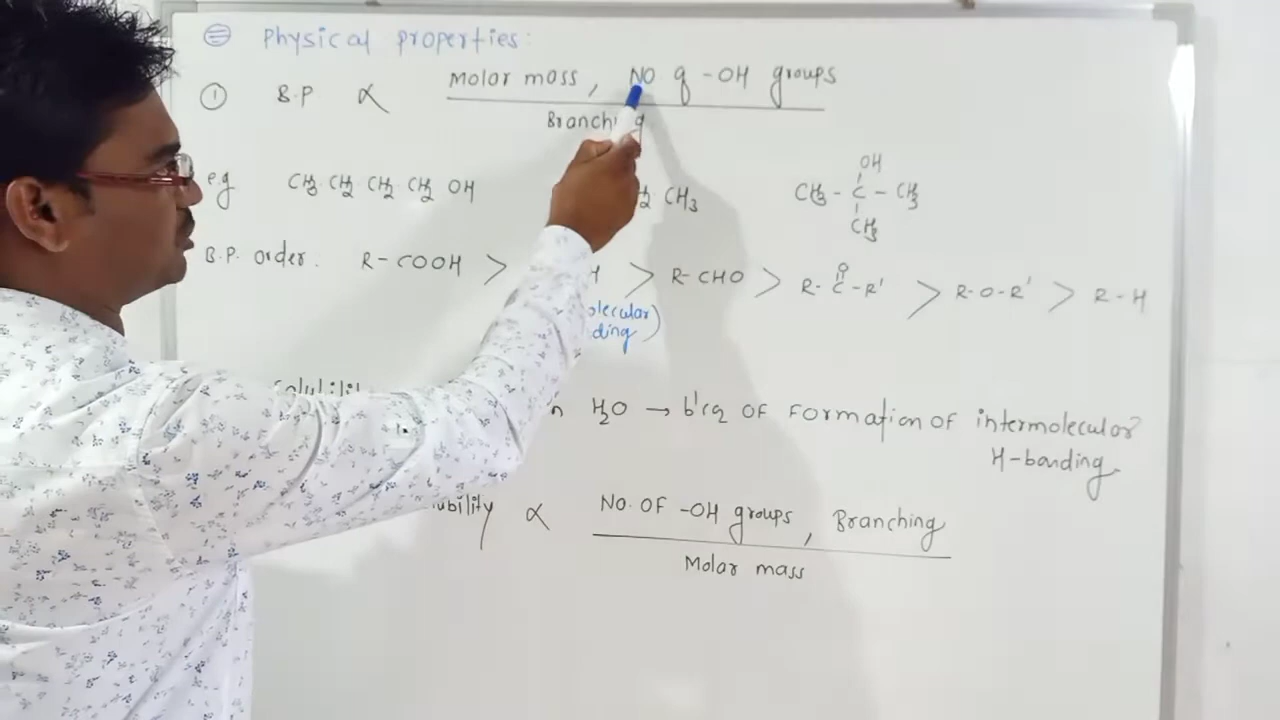 Physical properties:
① B.P ∝ Molar mass, No. of -OH groups
Branching
e.g CH3 CH2 CH2 CH2 OH CH3
OH
CH3 - C - CH3
CH3
B.P. order. R-COOH > > R-CHO > R-C-R' > R-O-R' > R-H
O
H2O → b'cz OF Formation OF intermolecular
H-bonding
∝ No. OF -OH groups, Branching
Molar mass